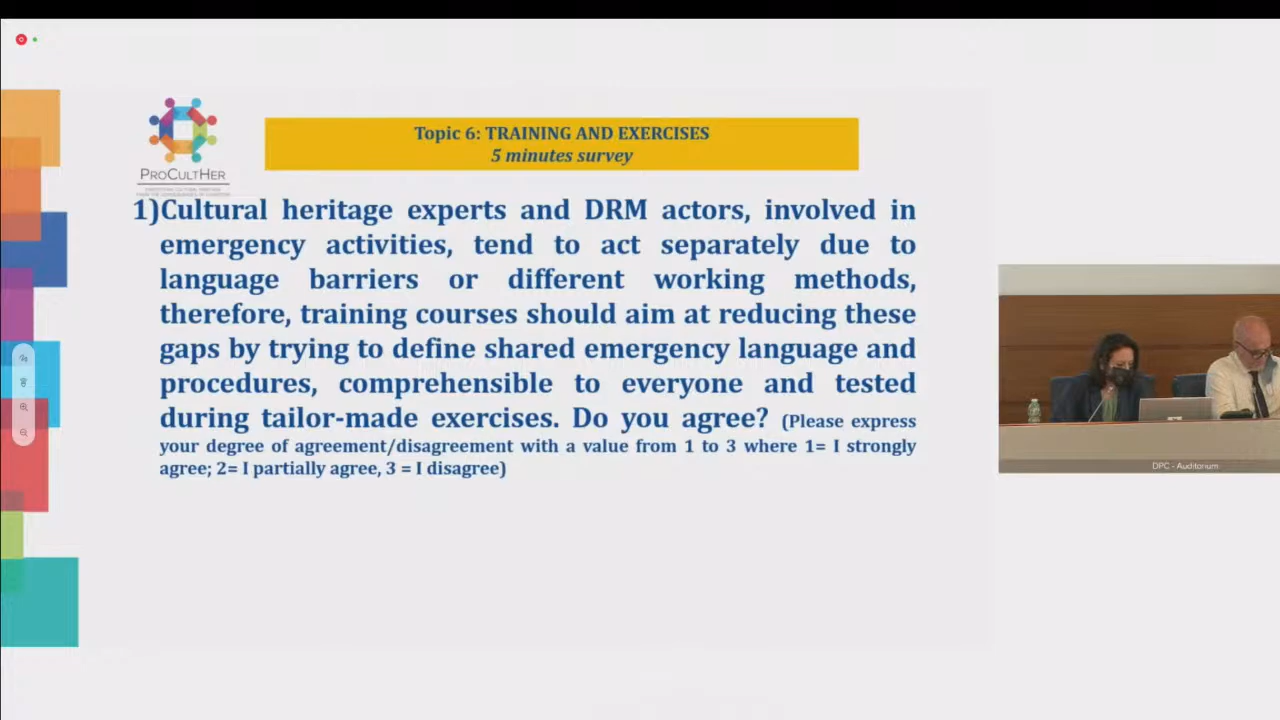 Topic 6: TRAINING AND EXERCISES
5 minutes survey
PROCULTHER
1)Cultural heritage experts and DRM actors, involved in
emergency activities, tend to act separately due to
language barriers or different working methods,
therefore, training courses should aim at reducing these
gaps by trying to define shared emergency language and
procedures, comprehensible to everyone and tested
during tailor-made exercises. Do you agree? (Please express
your degree of agreement/disagreement with a value from 1 to 3 where 1= I strongly
agree; 2= I partially agree, 3 = I disagree)
DPC - Auditorium